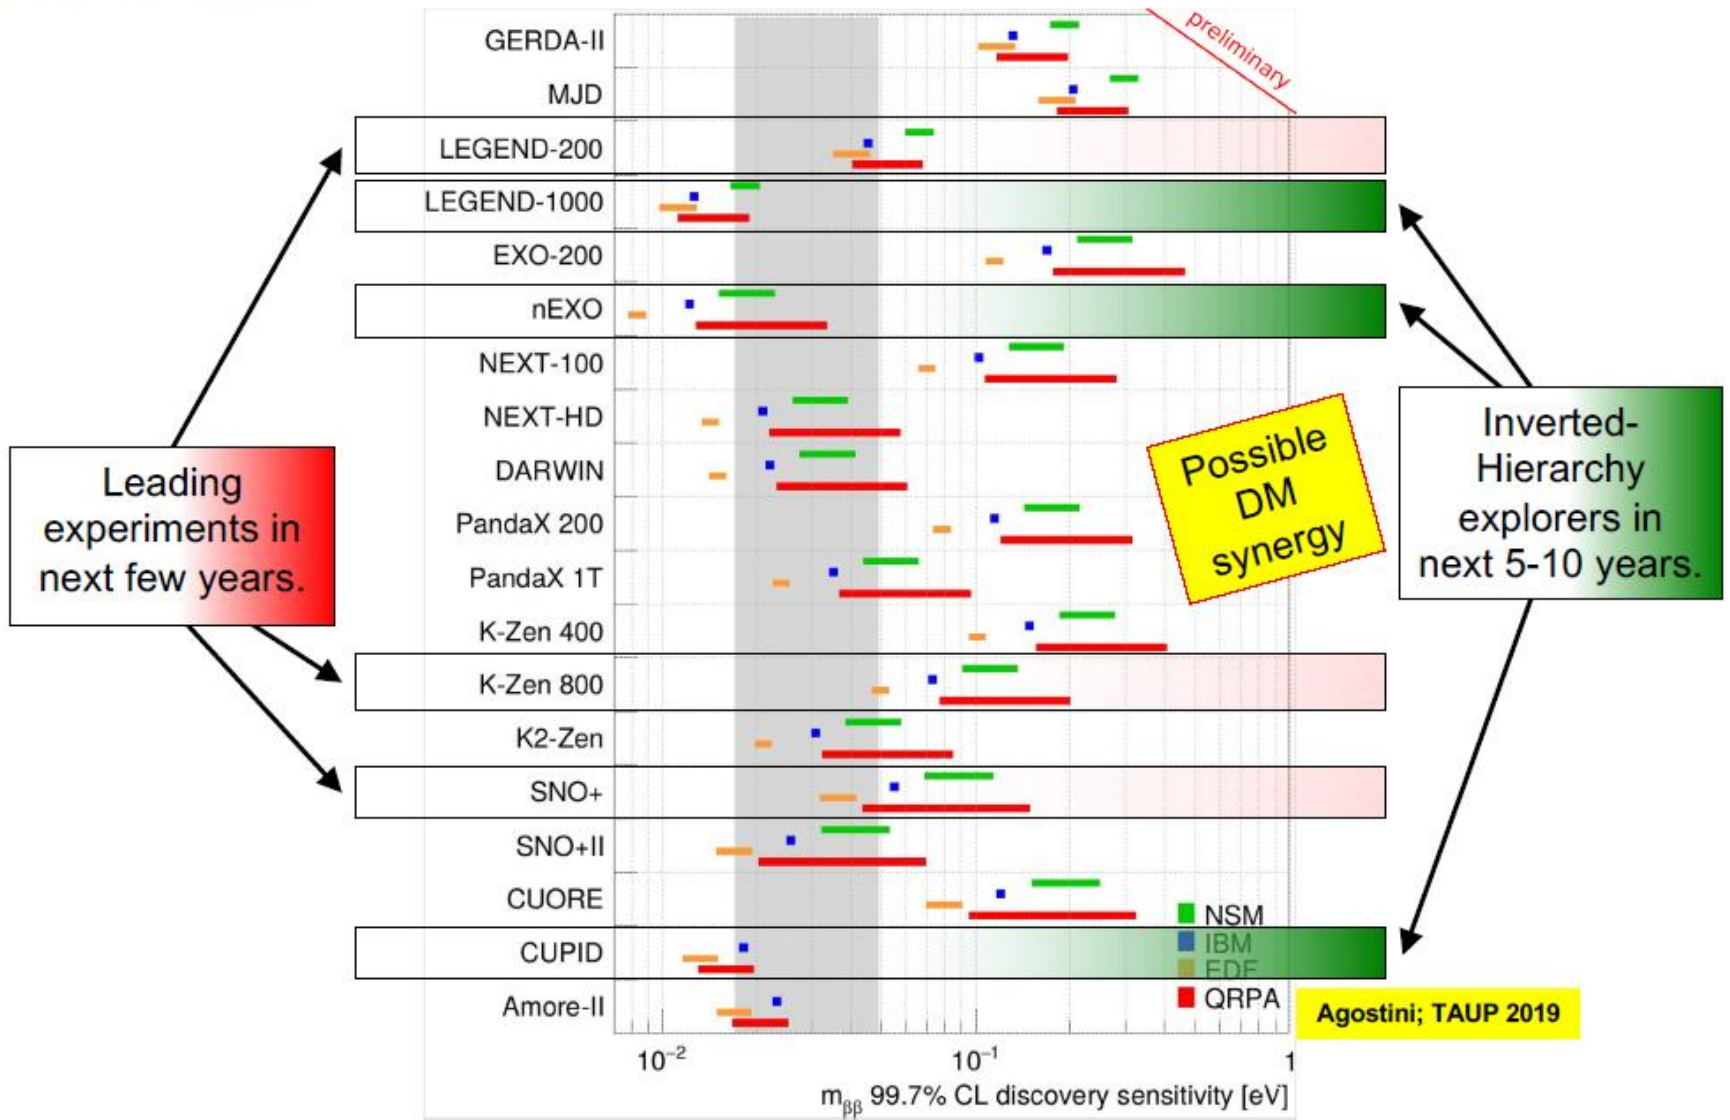 preliminary
GERDA-II
MJD
LEGEND-200
LEGEND-1000
EXO-200
nEXO
NEXT-100
NEXT-HD
DARWIN
PandaX 200
PandaX 1T
K-Zen 400
K-Zen 800
K2-Zen
SNO+
SNO+II
CUORE
CUPID
Amore-II
Leading
experiments in
next few years.
Possible
DM
synergy
Inverted-
Hierarchy
explorers in
next 5-10 years.
NSM
IBM
EDF
QRPA
Agostini; TAUP 2019
10⁻²
10⁻¹
1
mββ 99.7% CL discovery sensitivity [eV]